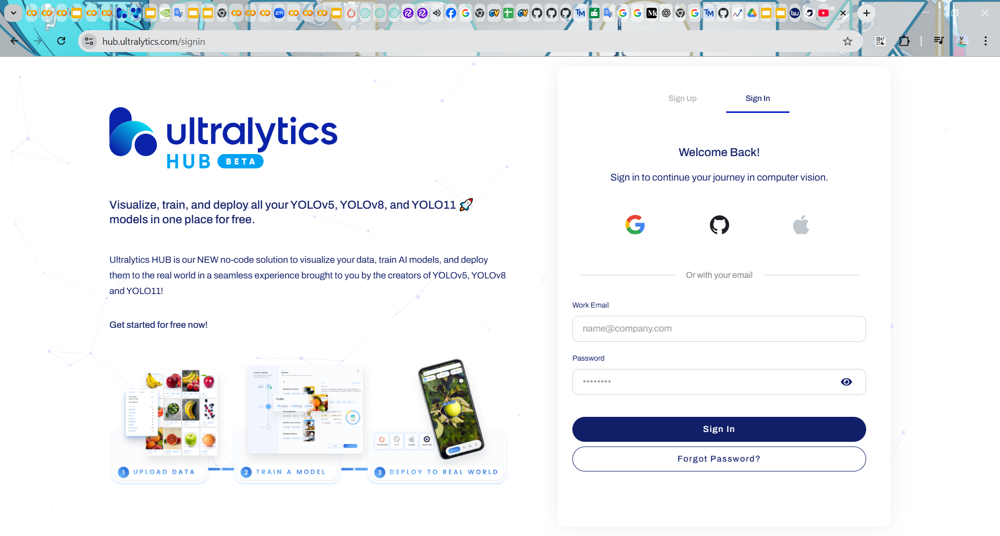 hub.ultralytics.com/signin
ultralytics
HUB BETA
Visualize, train, and deploy all your YOLOv5, YOLOv8, and YOLO11 🚀
models in one place for free.
Ultralytics HUB is our NEW no-code solution to visualize your data, train AI models, and deploy
them to the real world in a seamless experience brought to you by the creators of YOLOv5, YOLOv8
and YOLO11!
Get started for free now!
Create a Model
Dataset
Fruits
1 UPLOAD DATA
2 TRAIN A MODEL
3 DEPLOY TO REAL WORLD
Sign Up
Sign In
Welcome Back!
Sign in to continue your journey in computer vision.
Or with your email
Work Email
name@company.com
Password
Sign In
Forgot Password?